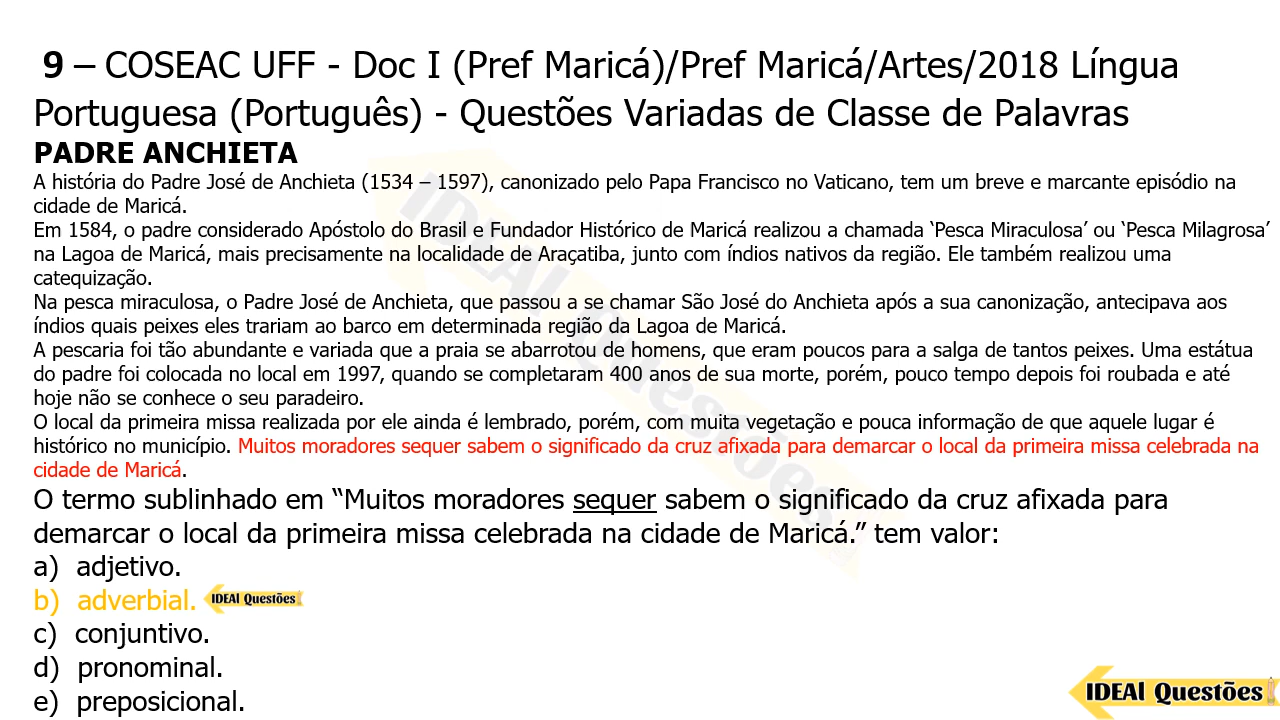 9 – COSEAC UFF - Doc I (Pref Maricá)/Pref Maricá/Artes/2018 Língua
Portuguesa (Português) - Questões Variadas de Classe de Palavras
PADRE ANCHIETA
A história do Padre José de Anchieta (1534 – 1597), canonizado pelo Papa Francisco no Vaticano, tem um breve e marcante episódio na
cidade de Maricá.
Em 1584, o padre considerado Apóstolo do Brasil e Fundador Histórico de Maricá realizou a chamada ‘Pesca Miraculosa’ ou ‘Pesca Milagrosa’
na Lagoa de Maricá, mais precisamente na localidade de Araçatiba, junto com índios nativos da região. Ele também realizou uma
catequização.
Na pesca miraculosa, o Padre José de Anchieta, que passou a se chamar São José do Anchieta após a sua canonização, antecipava aos
índios quais peixes eles trariam ao barco em determinada região da Lagoa de Maricá.
A pescaria foi tão abundante e variada que a praia se abarrotou de homens, que eram poucos para a salga de tantos peixes. Uma estátua
do padre foi colocada no local em 1997, quando se completaram 400 anos de sua morte, porém, pouco tempo depois foi roubada e até
hoje não se conhece o seu paradeiro.
O local da primeira missa realizada por ele ainda é lembrado, porém, com muita vegetação e pouca informação de que aquele lugar é
histórico no município. Muitos moradores sequer sabem o significado da cruz afixada para demarcar o local da primeira missa celebrada na
cidade de Maricá.
O termo sublinhado em “Muitos moradores sequer sabem o significado da cruz afixada para
demarcar o local da primeira missa celebrada na cidade de Maricá.” tem valor:
a) adjetivo.
b) adverbial. IDEAl Questões
c) conjuntivo.
d) pronominal.
e) preposicional.
IDEAl Questões
IDEAl Questões